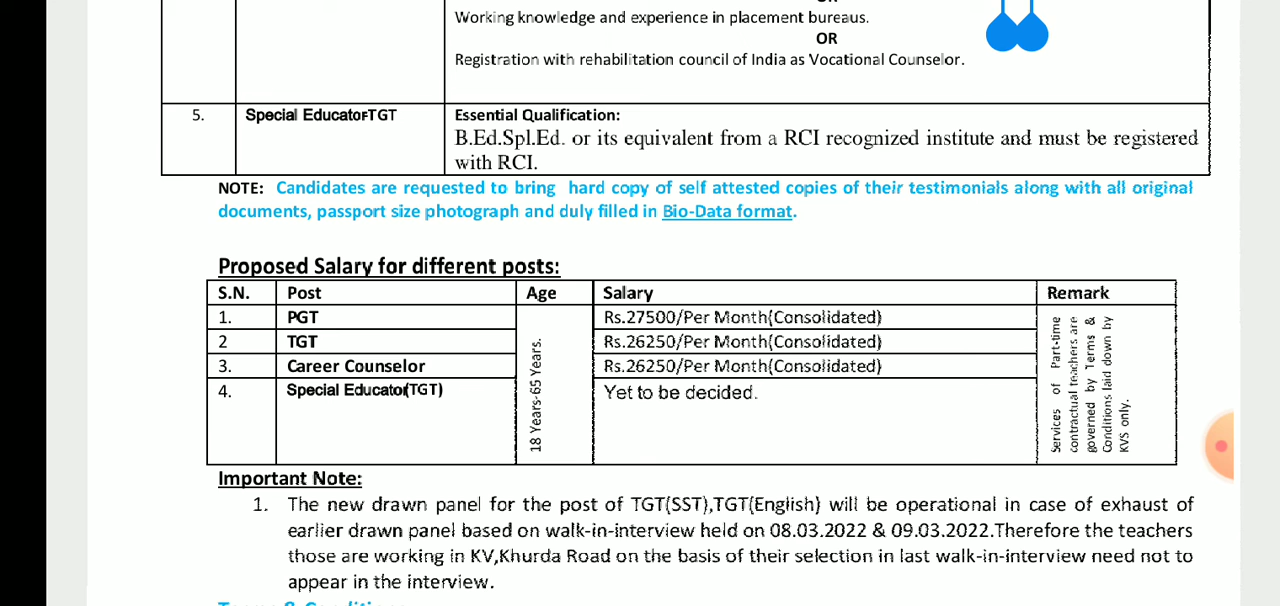 Working knowledge and experience in placement bureaus.
OR
Registration with rehabilitation council of India as Vocational Counselor.
5. Special Educator-TGT Essential Qualification:
B.Ed.Spl.Ed. or its equivalent from a RCI recognized institute and must be registered
with RCI.
NOTE: Candidates are requested to bring hard copy of self attested copies of their testimonials along with all original
documents, passport size photograph and duly filled in Bio-Data format.
Proposed Salary for different posts:
S.N. Post Age Salary Remark
1. PGT Rs.27500/Per Month(Consolidated)
2 TGT Rs.26250/Per Month(Consolidated)
3. Career Counselor Rs.26250/Per Month(Consolidated)
4. Special Educator(TGT) Yet to be decided.
18 Years-65 Years.
Services of Part-time
contractual teachers are
governed by Terms &
Conditions laid down by
KVS only.
Important Note:
1. The new drawn panel for the post of TGT(SST),TGT(English) will be operational in case of exhaust of
earlier drawn panel based on walk-in-interview held on 08.03.2022 & 09.03.2022.Therefore the teachers
those are working in KV,Khurda Road on the basis of their selection in last walk-in-interview need not to
appear in the interview.